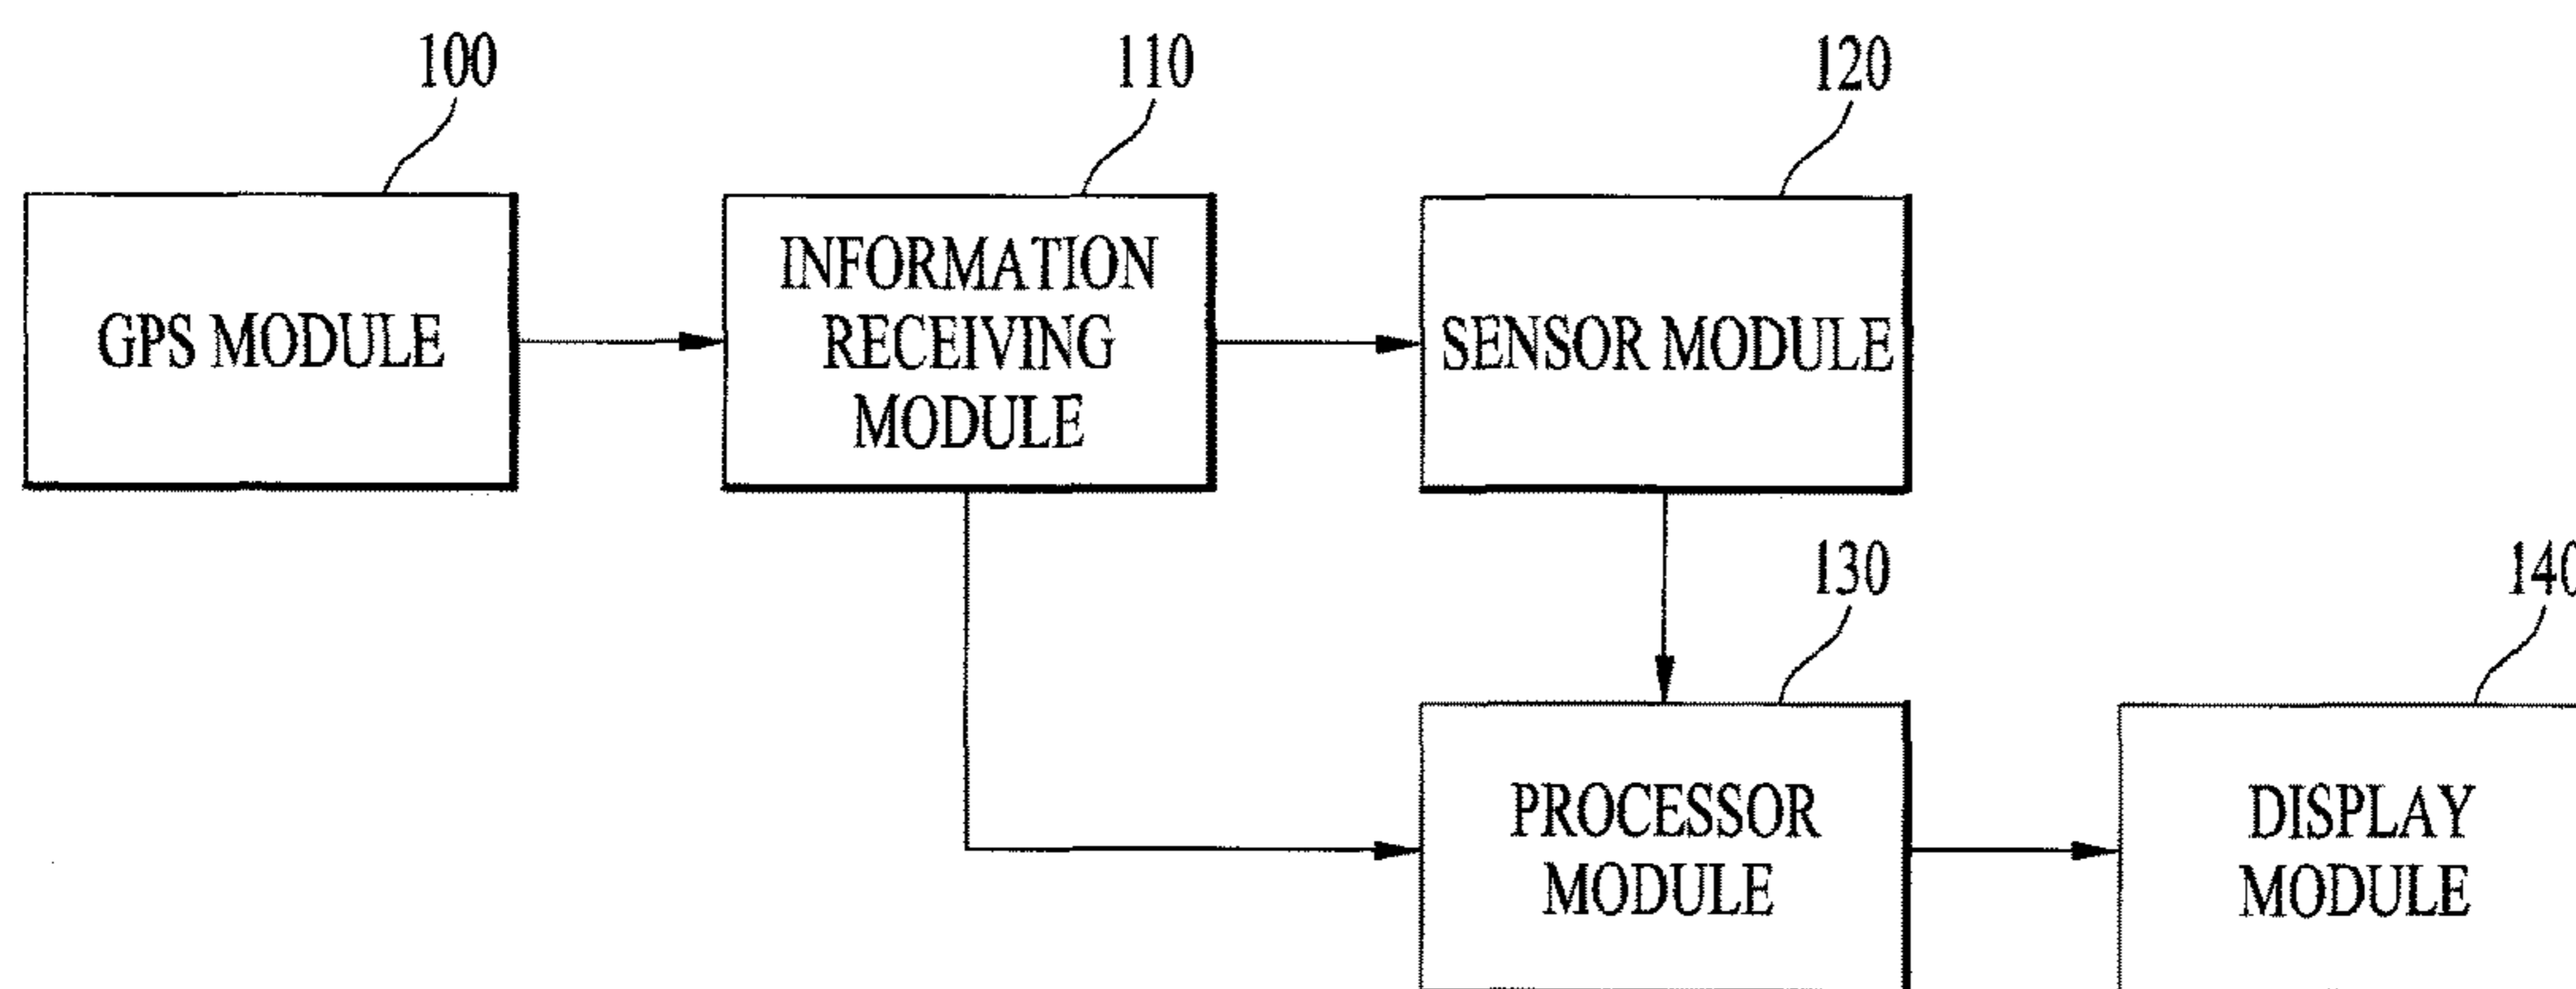 100
110
120
GPS MODULE
INFORMATION
RECEIVING
MODULE
SENSOR MODULE
130
140
PROCESSOR
MODULE
DISPLAY
MODULE